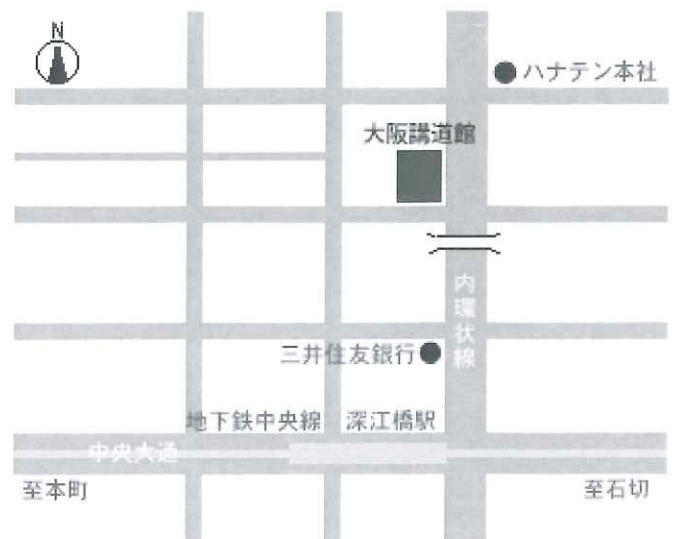 N
ハナテン本社
大阪講道館
内環状線
三井住友銀行
地下鉄中央線 深江橋駅
中央大通
至本町
至石切